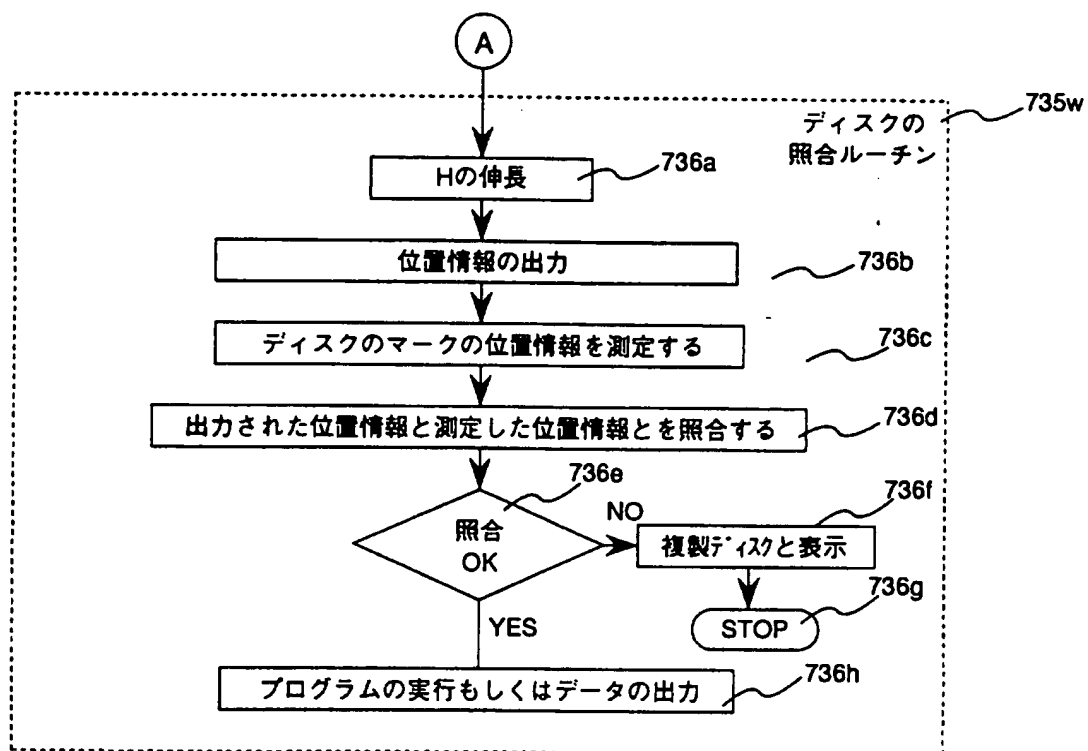 A
735w
ディスクの
照合ルーチン
Hの伸長
736a
位置情報の出力
736b
ディスクのマークの位置情報を測定する
736c
出力された位置情報と測定した位置情報とを照合する
736d
736e
照合
OK
NO
736f
複製ディスクと表示
736g
STOP
YES
プログラムの実行もしくはデータの出力
736h